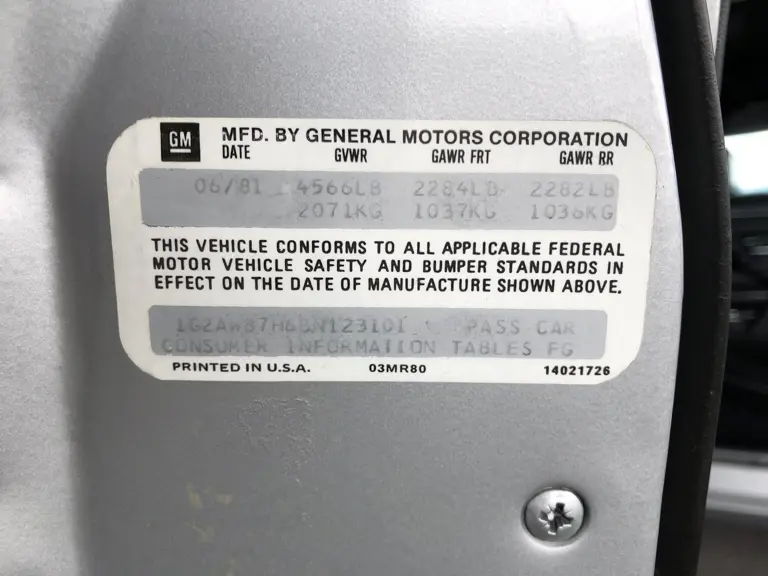 GM
MFD. BY GENERAL MOTORS CORPORATION
DATE GVWR GAWR FRT GAWR RR
06/81 4566LB 2284LB 2282LB
2071KG 1037KG 1036KG
THIS VEHICLE CONFORMS TO ALL APPLICABLE FEDERAL
MOTOR VEHICLE SAFETY AND BUMPER STANDARDS IN
EFFECT ON THE DATE OF MANUFACTURE SHOWN ABOVE.
1G2AW87H6BN123101 PASS CAR
CONSUMER INFORMATION TABLES FG
PRINTED IN U.S.A. 03MR80 14021726